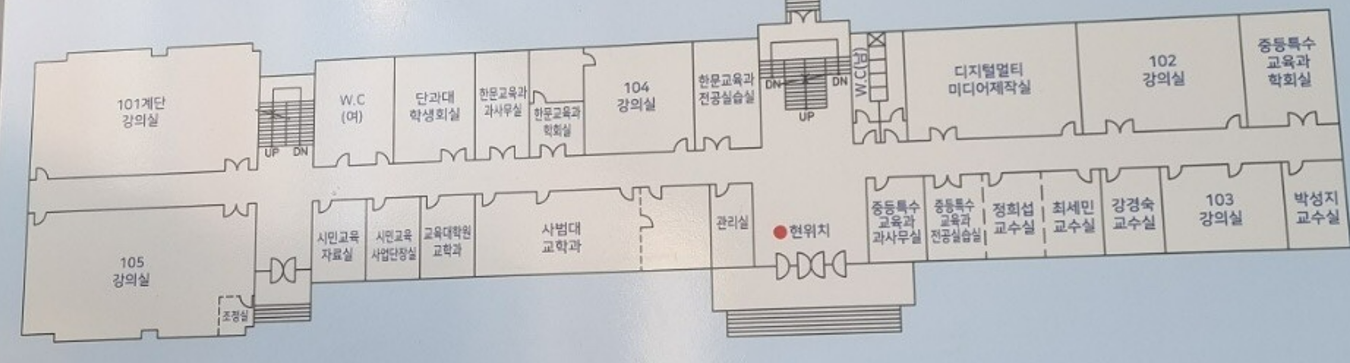 101계단
강의실
UP
DN
W.C
(여)
단과대
학생회실
한문교육과
과사무실
한문교육과
학회실
104
강의실
한문교육과
전공실습실
DN
DN
UP
W.C(남)
디지털멀티
미디어제작실
102
강의실
중등특수
교육과
학회실
105
강의실
조정실
시민교육
자료실
시민교육
사업단장실
교육대학원
교학과
사범대
교학과
관리실
현위치
중등특수
교육과
과사무실
중등특수
교육과
전공실습실
정희섭
교수실
최세민
교수실
강경숙
교수실
103
강의실
박성지
교수실